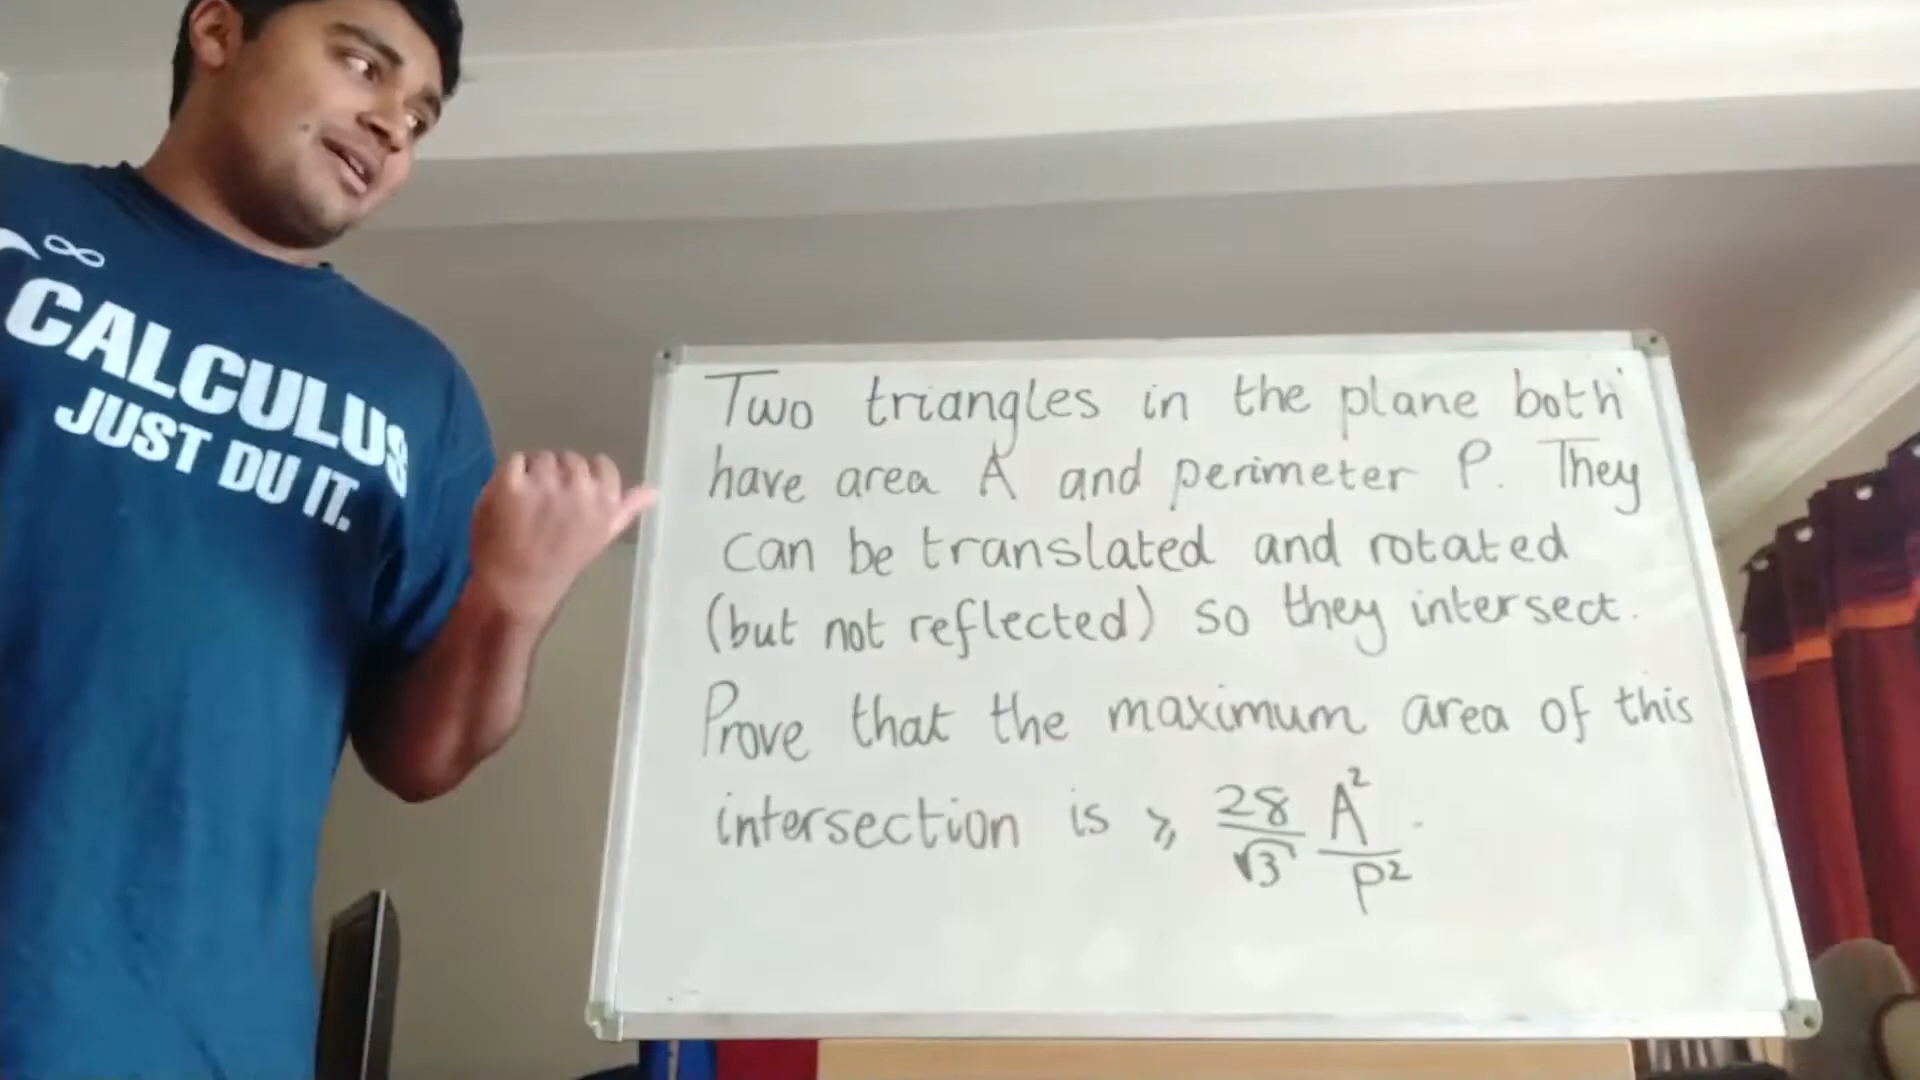 ∞
CALCULUS
JUST DU IT.
Two triangles in the plane both
have area A and perimeter P. They
can be translated and rotated
(but not reflected) so they intersect.
Prove that the maximum area of this
intersection is ⩾ 28/√3 A²/P².